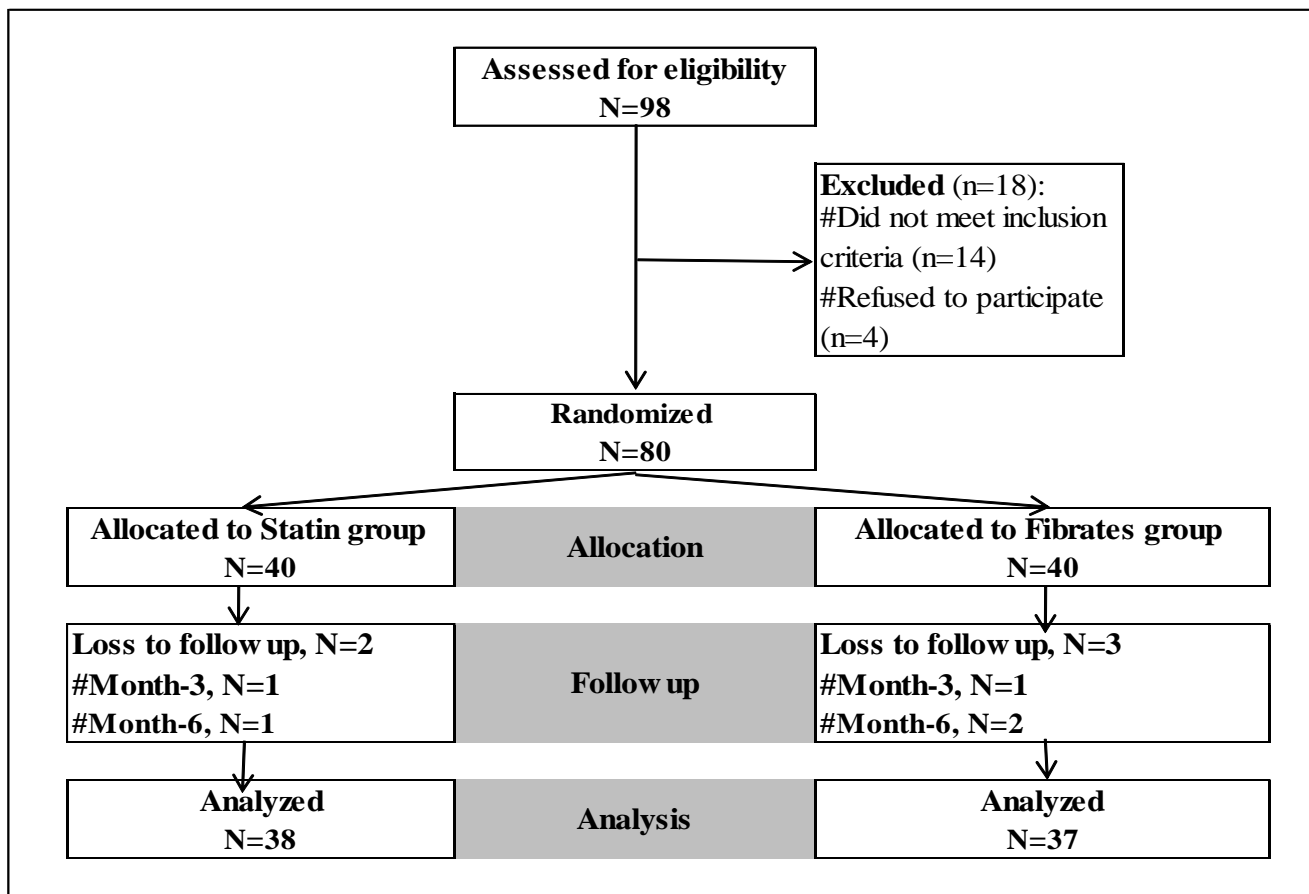 Assessed for eligibility
N=98
Excluded (n=18):
#Did not meet inclusion
criteria (n=14)
#Refused to participate
(n=4)
Randomized
N=80
Allocated to Statin group
N=40
Allocation
Allocated to Fibrates group
N=40
Loss to follow up, N=2
#Month-3, N=1
#Month-6, N=1
Follow up
Loss to follow up, N=3
#Month-3, N=1
#Month-6, N=2
Analyzed
N=38
Analysis
Analyzed
N=37